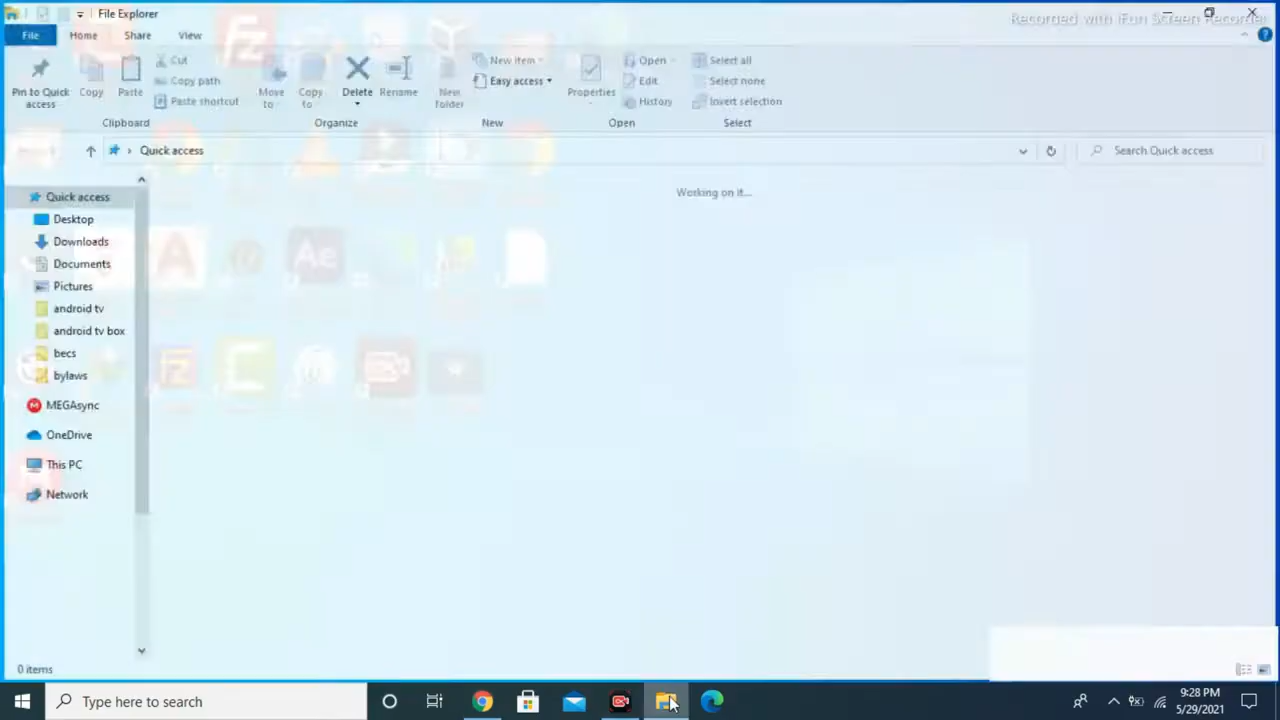 File Explorer
Recorded with iFun Screen Recorder
File Home Share View
Pin to Quick access
Copy
Paste
Cut
Copy path
Paste shortcut
Clipboard
Move to
Copy to
Delete
Rename
Organize
New folder
New item
Easy access
New
Properties
Open
Edit
History
Open
Select all
Select none
Invert selection
Select
Quick access
Search Quick access
Working on it...
Quick access
Desktop
Downloads
Documents
Pictures
android tv
android tv box
becs
bylaws
MEGAsync
OneDrive
This PC
Network
Ae
0 items
Type here to search
9:28 PM
5/29/2021